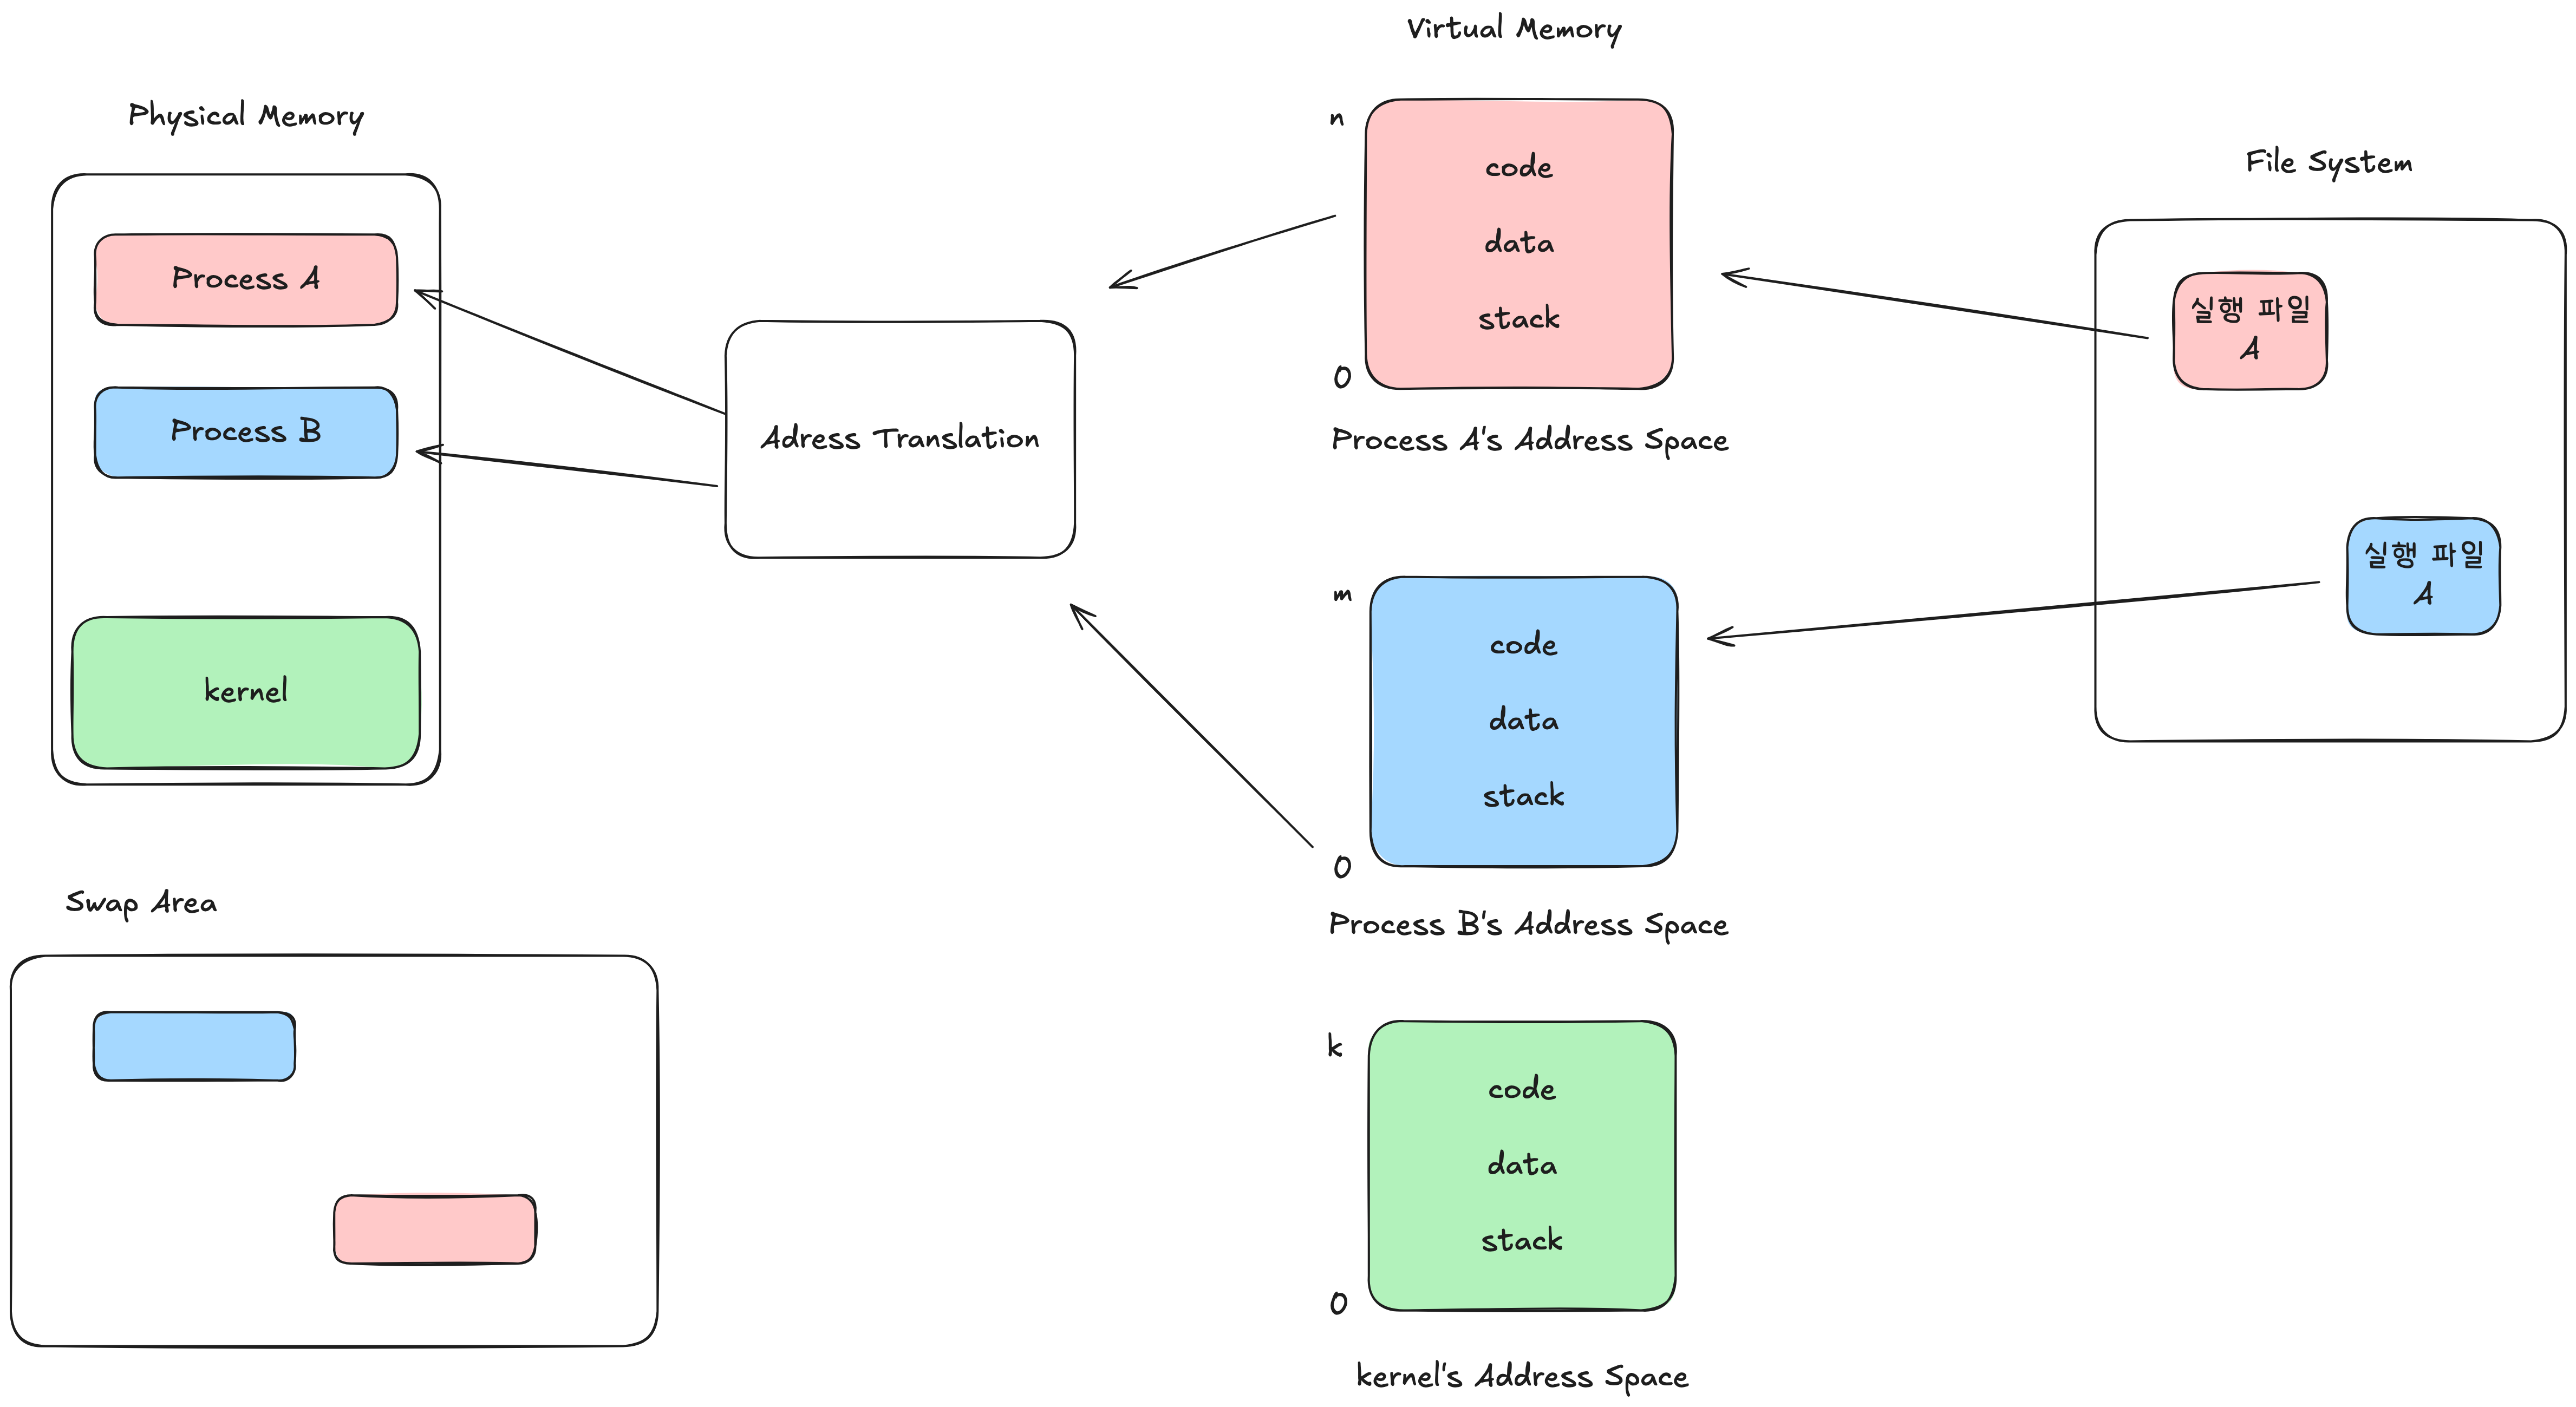 Virtual Memory
Physical Memory
File System
Process A
Process B
kernel
Adress Translation
n
code
data
stack
0
Process A's Address Space
m
code
data
stack
0
Process B's Address Space
k
code
data
stack
0
kernel's Address Space
실행 파일
A
실행 파일
A
Swap Area